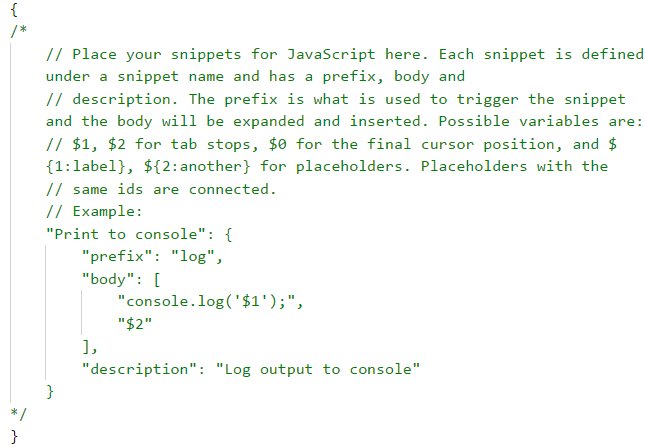 {
/*
// Place your snippets for JavaScript here. Each snippet is defined
under a snippet name and has a prefix, body and
// description. The prefix is what is used to trigger the snippet
and the body will be expanded and inserted. Possible variables are:
// $1, $2 for tab stops, $0 for the final cursor position, and $
{1:label}, ${2:another} for placeholders. Placeholders with the
// same ids are connected.
// Example:
"Print to console": {
"prefix": "log",
"body": [
"console.log('$1');",
"$2"
],
"description": "Log output to console"
}
*/
}